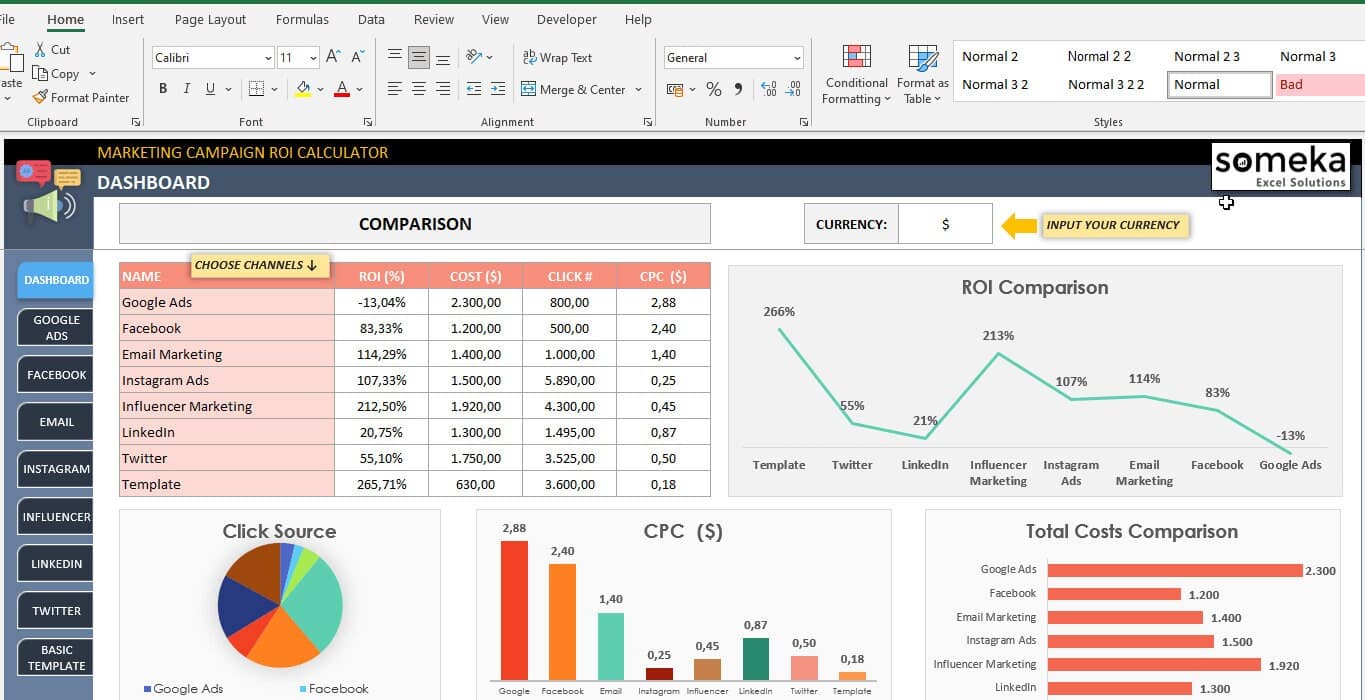 File Home Insert Page Layout Formulas Data Review View Developer Help
Cut
Copy
Format Painter
Clipboard
Calibri 11
B I U
Font
Wrap Text
Merge & Center
Alignment
General
% 
Number
Conditional Formatting
Format as Table
Normal 2 Normal 2 2 Normal 2 3 Normal 3
Normal 3 2 Normal 3 2 2 Normal Bad
Styles
MARKETING CAMPAIGN ROI CALCULATOR
DASHBOARD
someka
Excel Solutions
COMPARISON
CURRENCY: $
INPUT YOUR CURRENCY
DASHBOARD
GOOGLE
ADS
FACEBOOK
EMAIL
INSTAGRAM
INFLUENCER
LINKEDIN
TWITTER
BASIC
TEMPLATE
CHOOSE CHANNELS ↓
NAME ROI (%) COST ($) CLICK # CPC ($)
Google Ads -13,04% 2.300,00 800,00 2,88
Facebook 83,33% 1.200,00 500,00 2,40
Email Marketing 114,29% 1.400,00 1.000,00 1,40
Instagram Ads 107,33% 1.500,00 5.890,00 0,25
Influencer Marketing 212,50% 1.920,00 4.300,00 0,45
LinkedIn 20,75% 1.300,00 1.495,00 0,87
Twitter 55,10% 1.750,00 3.525,00 0,50
Template 265,71% 630,00 3.600,00 0,18
ROI Comparison
266% 55% 21% 213% 107% 114% 83% -13%
Template Twitter LinkedIn Influencer Instagram Email Facebook Google Ads
Marketing Ads Marketing
Click Source
Google Ads Facebook
CPC ($)
2,88 2,40 1,40 0,25 0,45 0,87 0,50 0,18
Google Facebook Email Instagram Influencer LinkedIn Twitter Template
Total Costs Comparison
Google Ads 2.300
Facebook 1.200
Email Marketing 1.400
Instagram Ads 1.500
Influencer Marketing 1.920
LinkedIn 1.300